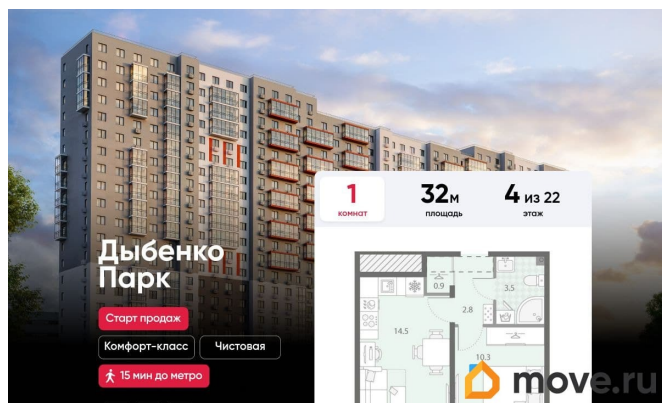 Дыбенко
Парк
Старт продаж
Комфорт-класс
Чистовая
15 мин до метро
1
комнат
32м
площадь
4 из 22
этаж
0.9
3.5
2.8
14.5
10.3
move.ru